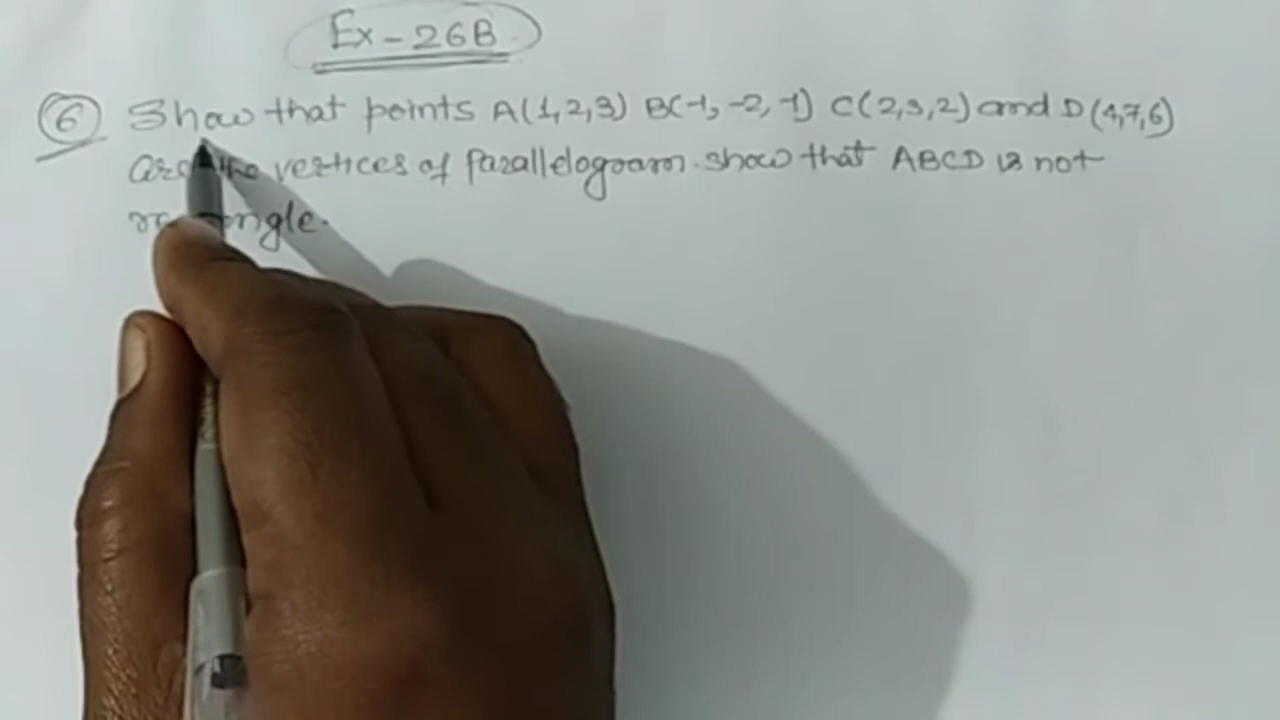 Ex - 26B
6 Show that points A(1,2,3) B(-1,-2,-1) C(2,3,2) and D(4,7,6)
vertices of Parallelogram. show that ABCD is not